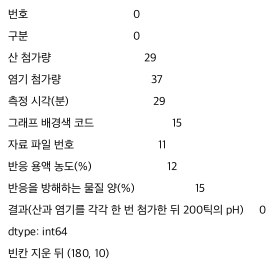 번호 0
구분 0
산 첨가량 29
염기 첨가량 37
측정 시각(분) 29
그래프 배경색 코드 15
자료 파일 번호 11
반응 용액 농도(%) 12
반응을 방해하는 물질 양(%) 15
결과(산과 염기를 각각 한 번 첨가한 뒤 200틱의 pH) 0
dtype: int64
빈칸 지운 뒤 (180, 10)